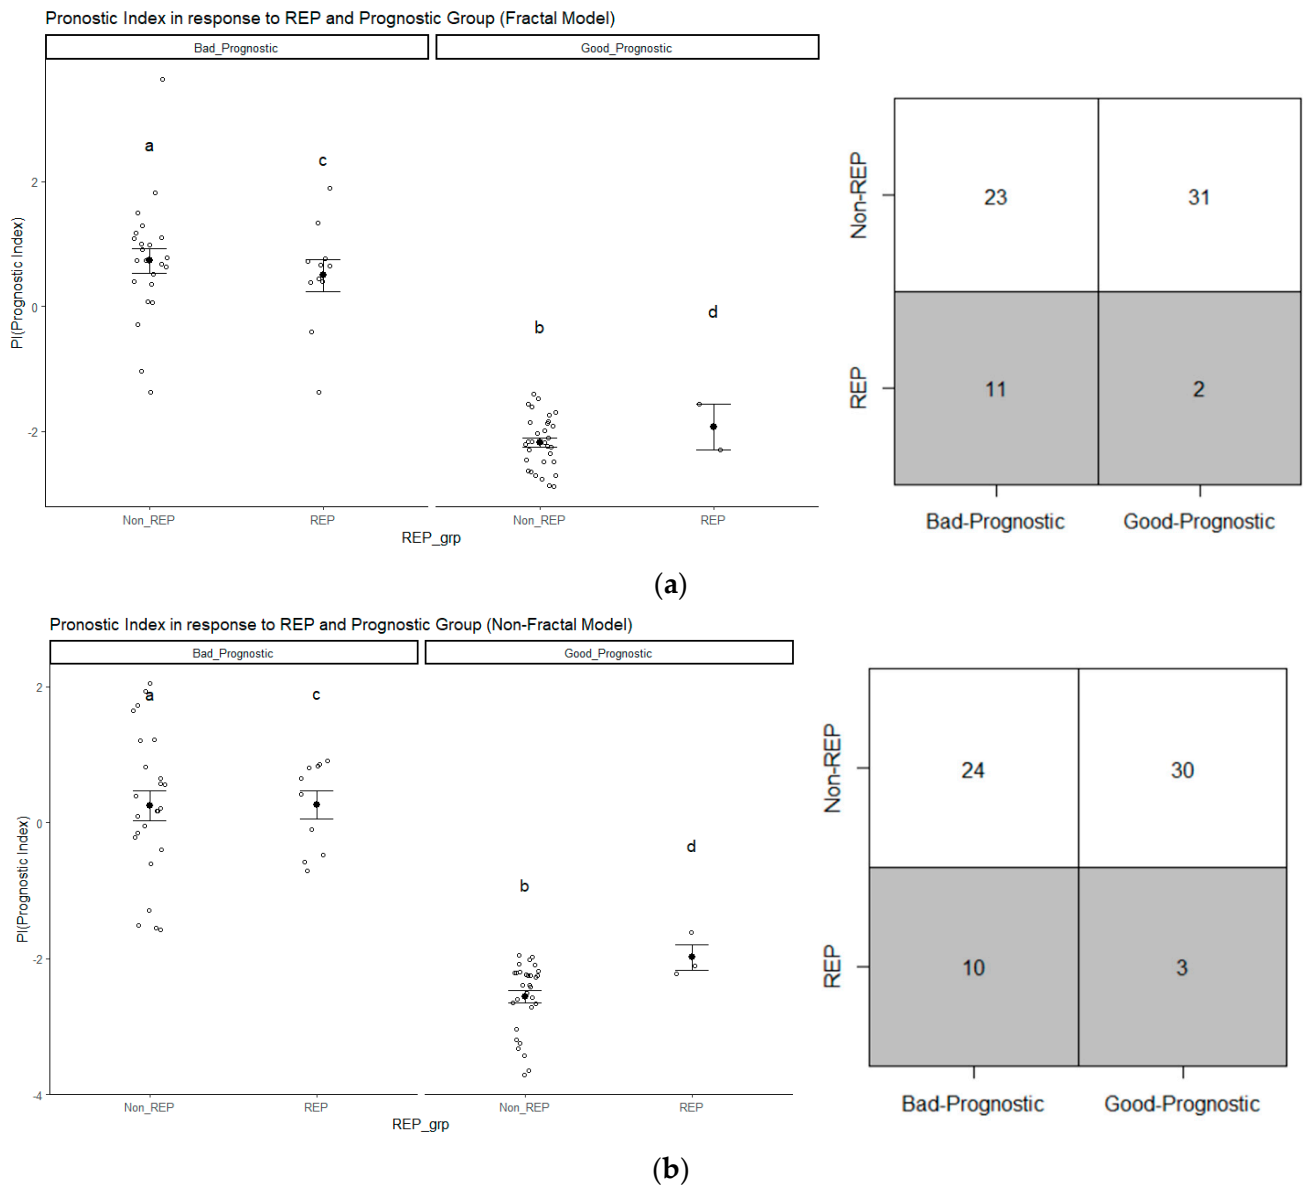 Pronostic Index in response to REP and Prognostic Group (Fractal Model)
Bad_Prognostic
Good_Prognostic
PI(Prognostic Index)
2
0
-2
a
c
b
d
Non_REP
REP
Non_REP
REP
REP_grp
Non-REP
REP
23
31
11
2
Bad-Prognostic
Good-Prognostic
(a)
Pronostic Index in response to REP and Prognostic Group (Non-Fractal Model)
Bad_Prognostic
Good_Prognostic
PI(Prognostic Index)
2
0
-2
-4
a
c
b
d
Non_REP
REP
Non_REP
REP
REP_grp
Non-REP
REP
24
30
10
3
Bad-Prognostic
Good-Prognostic
(b)